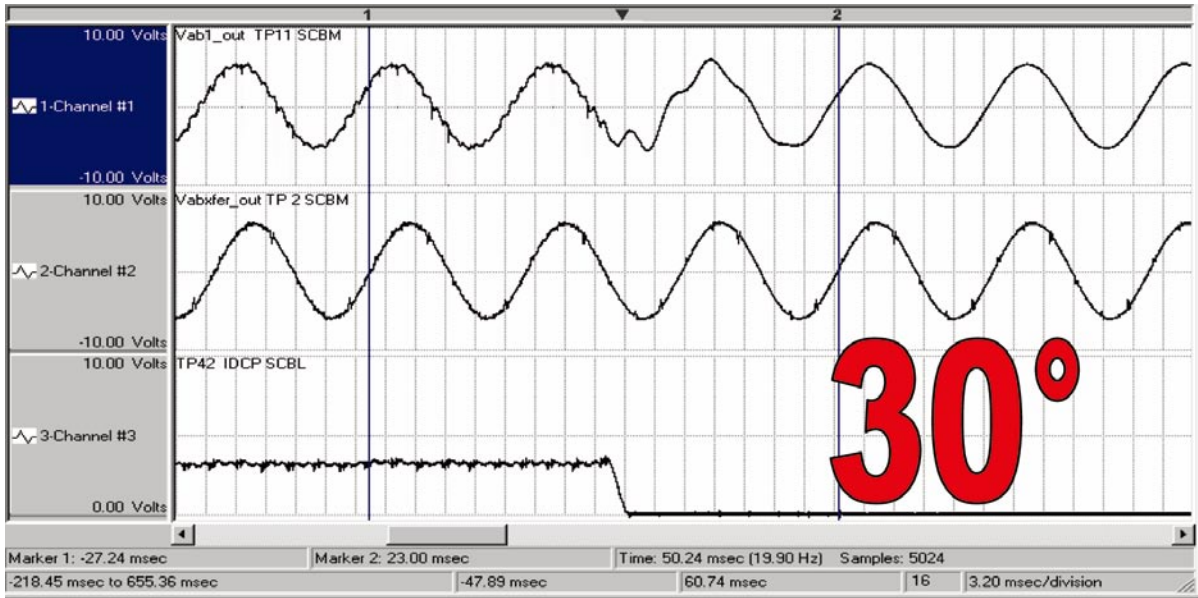 1 2
10.00 Volts Vab1_out TP11 SCBM
1-Channel #1
-10.00 Volts
10.00 Volts Vabxfer_out TP 2 SCBM
2-Channel #2
-10.00 Volts
10.00 Volts TP42 IDCP SCBL
3-Channel #3
30°
0.00 Volts
Marker 1: -27.24 msec Marker 2: 23.00 msec Time: 50.24 msec (19.90 Hz) Samples: 5024
-218.45 msec to 655.36 msec -47.89 msec 60.74 msec 16 3.20 msec/division